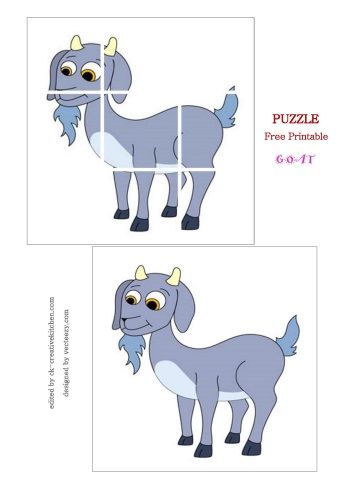 PUZZLE
Free Printable
GOAT
edited by ck-creativekitchen.com
designed by vecteezy.com